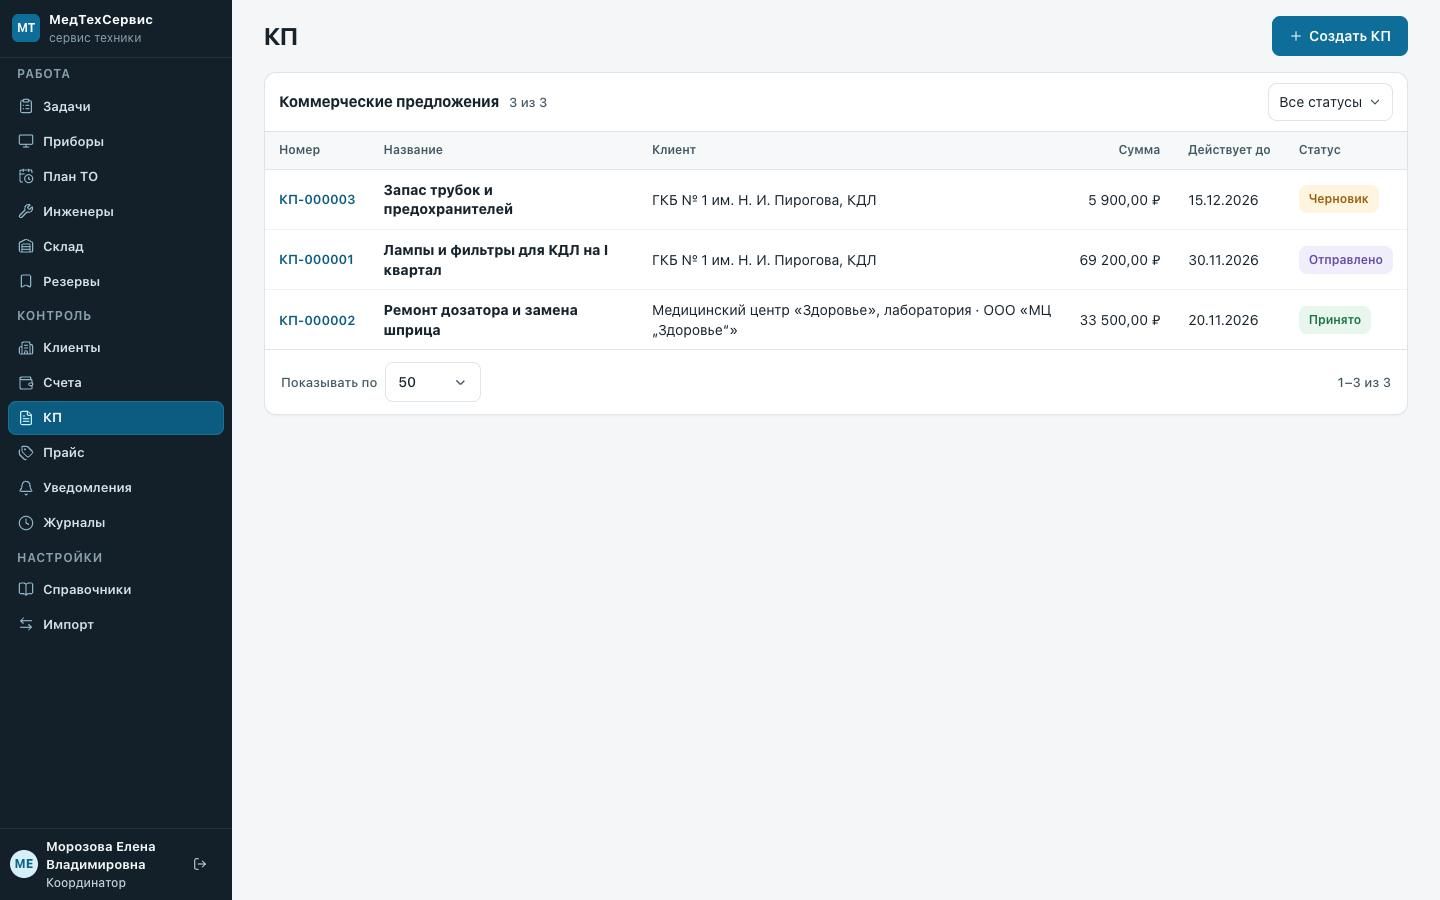 МТ
МедТехСервис
сервис техники
РАБОТА
Задачи
Приборы
План ТО
Инженеры
Склад
Резервы
КОНТРОЛЬ
Клиенты
Счета
КП
Прайс
Уведомления
Журналы
НАСТРОЙКИ
Справочники
Импорт
МЕ
Морозова Елена
Владимировна
Координатор
КП
Создать КП
Коммерческие предложения 3 из 3
Все статусы
Номер Название Клиент Сумма Действует до Статус
КП-000003 Запас трубок и
предохранителей ГКБ № 1 им. Н. И. Пирогова, КДЛ 5 900,00 ₽ 15.12.2026 Черновик
КП-000001 Лампы и фильтры для КДЛ на I
квартал ГКБ № 1 им. Н. И. Пирогова, КДЛ 69 200,00 ₽ 30.11.2026 Отправлено
КП-000002 Ремонт дозатора и замена
шприца Медицинский центр «Здоровье», лаборатория · ООО «МЦ
„Здоровье“» 33 500,00 ₽ 20.11.2026 Принято
Показывать по 50 1–3 из 3